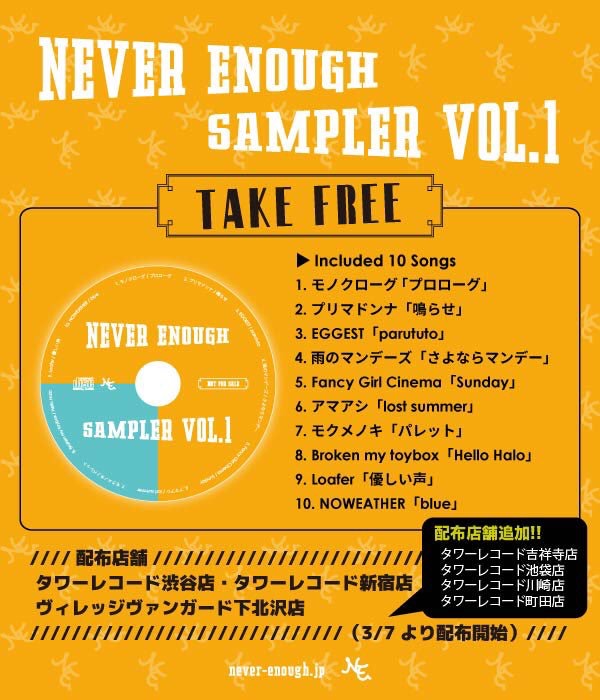 NEVER ENOUGH
SAMPLER VOL.1
TAKE FREE
▶ Included 10 Songs
1. モノクローグ「プロローグ」
2. プリマドンナ「鳴らせ」
3. EGGEST「parututo」
4. 雨のマンデーズ「さよならマンデー」
5. Fancy Girl Cinema「Sunday」
6. アマアシ「lost summer」
7. モクメノキ「パレット」
8. Broken my toybox「Hello Halo」
9. Loafer「優しい声」
10. NOWEATHER「blue」
NEVER ENOUGH
NOT FOR SALE
SAMPLER VOL.1
配布店舗追加!!
タワーレコード吉祥寺店
タワーレコード池袋店
タワーレコード川崎店
タワーレコード町田店
//// 配布店舗 ////////////////////////
タワーレコード渋谷店・タワーレコード新宿店
ヴィレッジヴァンガード下北沢店
//////////////////////////// (3/7 より配布開始) ////
never-enough.jp